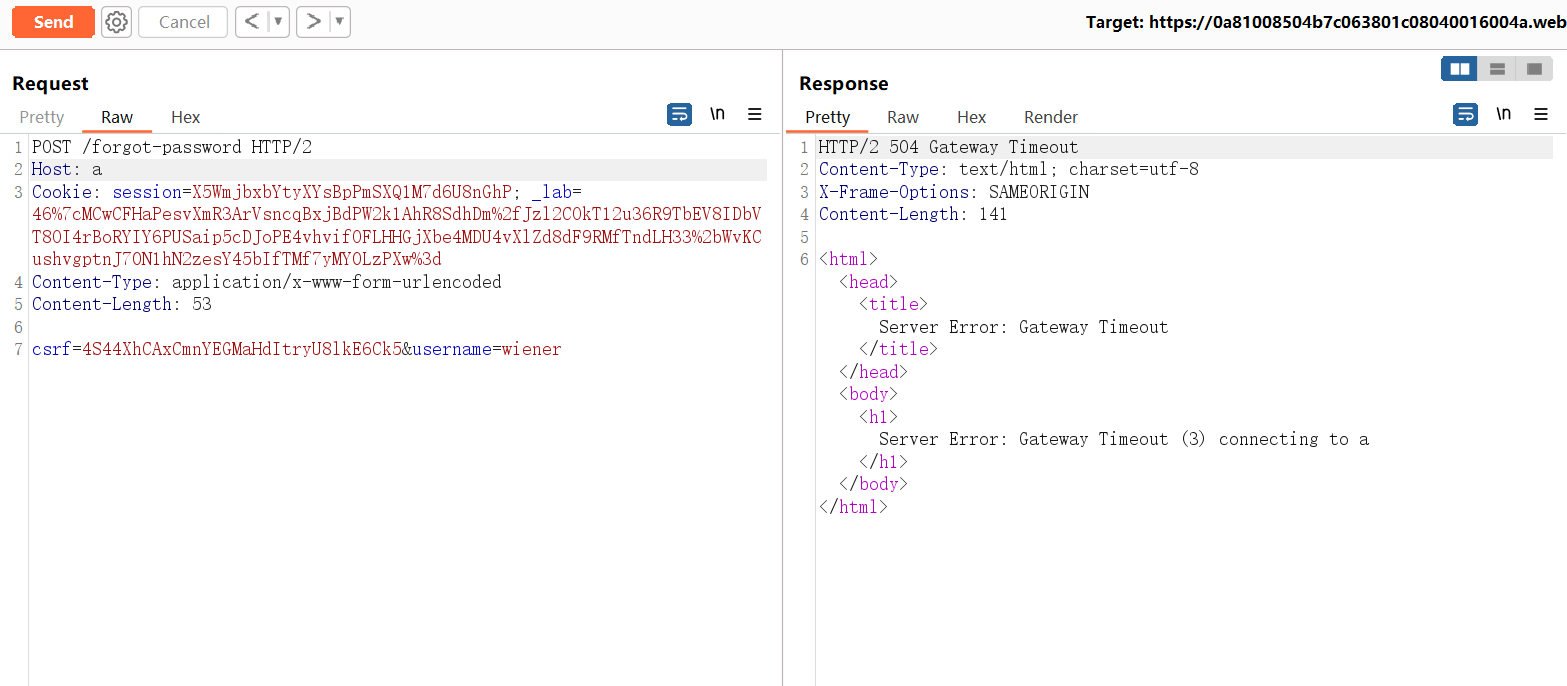 Send Cancel < ▼ > ▼ Target: https://0a81008504b7c063801c08040016004a.web
Request
Pretty Raw Hex \n ≡
1 POST /forgot-password HTTP/2
2 Host: a
3 Cookie: session=X5WmjbxbYtyXYsBpPmSXQ1M7d6U8nGhP; _lab=
46%7cMCwCFHaPesvXmR3ArVsncqBxjBdPW2k1AhR8SdhDm%2fJzl2COkT12u36R9TbEV8IDbV
T8OI4rBoRYIY6PUSaip5cDJoPE4vhvifOFLHHGjXbe4MDU4vXlZd8dF9RMfTndLH33%2bWvKC
ushvgptnJ7ON1hN2zesY45bIfTMf7yMYOLzPXw%3d
4 Content-Type: application/x-www-form-urlencoded
5 Content-Length: 53
6
7 csrf=4S44XhCAxCmnYEGMaHdItryU8lkE6Ck5&username=wiener
Response
Pretty Raw Hex Render \n ≡
1 HTTP/2 504 Gateway Timeout
2 Content-Type: text/html; charset=utf-8
3 X-Frame-Options: SAMEORIGIN
4 Content-Length: 141
5
6 <html>
<head>
<title>
Server Error: Gateway Timeout
</title>
</head>
<body>
<h1>
Server Error: Gateway Timeout (3) connecting to a
</h1>
</body>
</html>